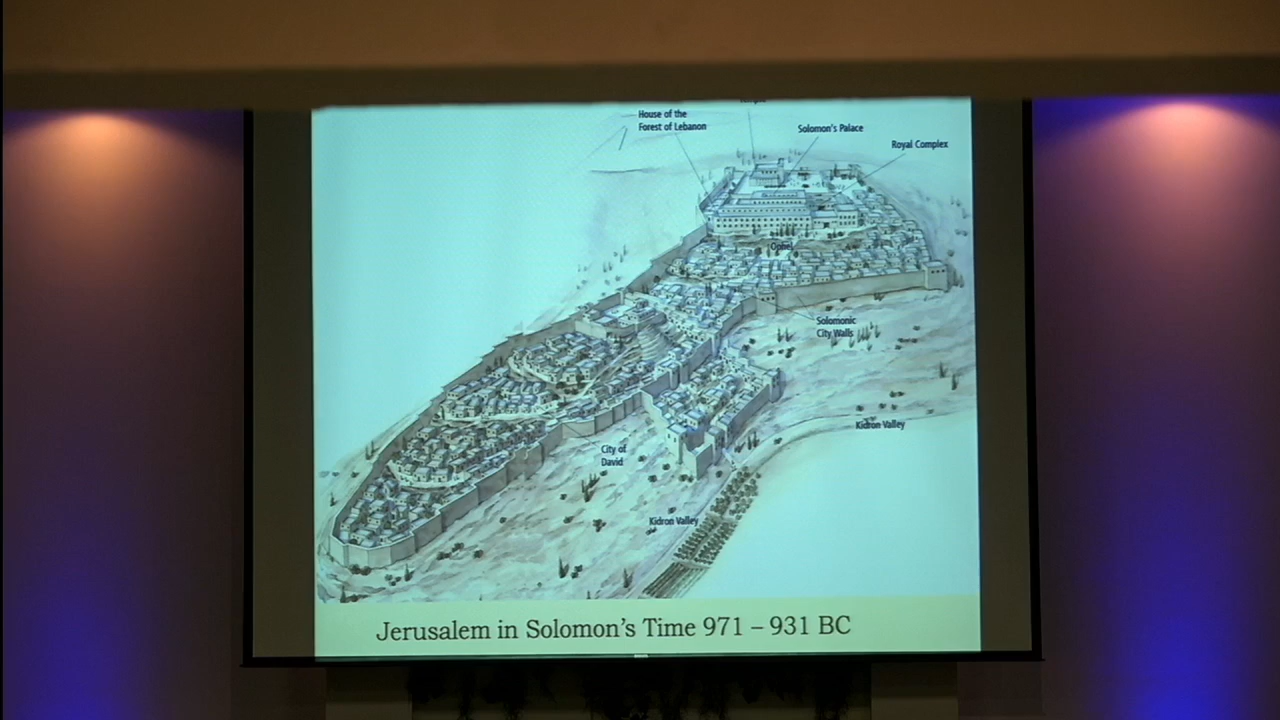 House of the
Forest of Lebanon
Solomon's Palace
Royal Complex
Ophel
Solomonic
City Walls
Kidron Valley
City of
David
Kidron Valley
Jerusalem in Solomon's Time 971 – 931 BC